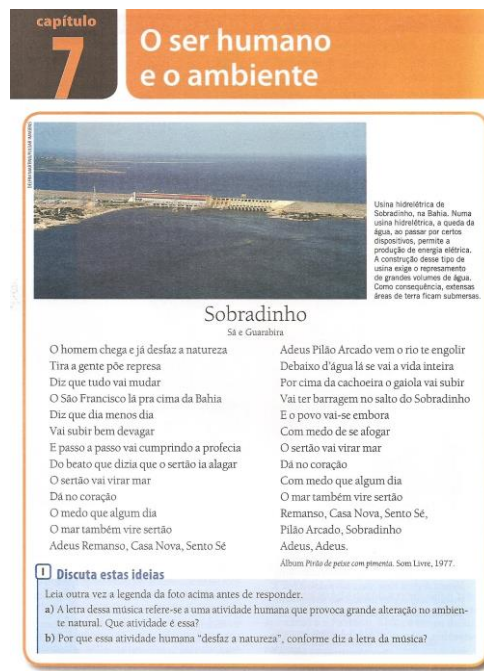 capítulo
7
O ser humano
e o ambiente
Usina hidrelétrica de
Sobradinho, na Bahia. Numa
usina hidrelétrica, a queda da
água, ao passar por certos
dispositivos, permite a
produção de energia elétrica.
A construção desse tipo de
usina exige o represamento
de grandes volumes de água.
Como consequência, extensas
áreas de terra ficam submersas.
Sobradinho
Sá e Guarabira
O homem chega e já desfaz a natureza
Tira a gente põe represa
Diz que tudo vai mudar
O São Francisco lá pra cima da Bahia
Diz que dia menos dia
Vai subir bem devagar
E passo a passo vai cumprindo a profecia
Do beato que dizia que o sertão ia alagar
O sertão vai virar mar
Dá no coração
O medo que algum dia
O mar também vire sertão
Adeus Remanso, Casa Nova, Sento Sé
Adeus Pilão Arcado vem o rio te engolir
Debaixo d'água lá se vai a vida inteira
Por cima da cachoeira o gaiola vai subir
Vai ter barragem no salto do Sobradinho
E o povo vai-se embora
Com medo de se afogar
O sertão vai virar mar
Dá no coração
Com medo que algum dia
O mar também vire sertão
Remanso, Casa Nova, Sento Sé,
Pilão Arcado, Sobradinho
Adeus, Adeus.
Álbum Pirão de peixe com pimenta. Som Livre, 1977.
1 Discuta estas ideias
Leia outra vez a legenda da foto acima antes de responder.
a) A letra dessa música refere-se a uma atividade humana que provoca grande alteração no ambien-
te natural. Que atividade é essa?
b) Por que essa atividade humana "desfaz a natureza", conforme diz a letra da música?